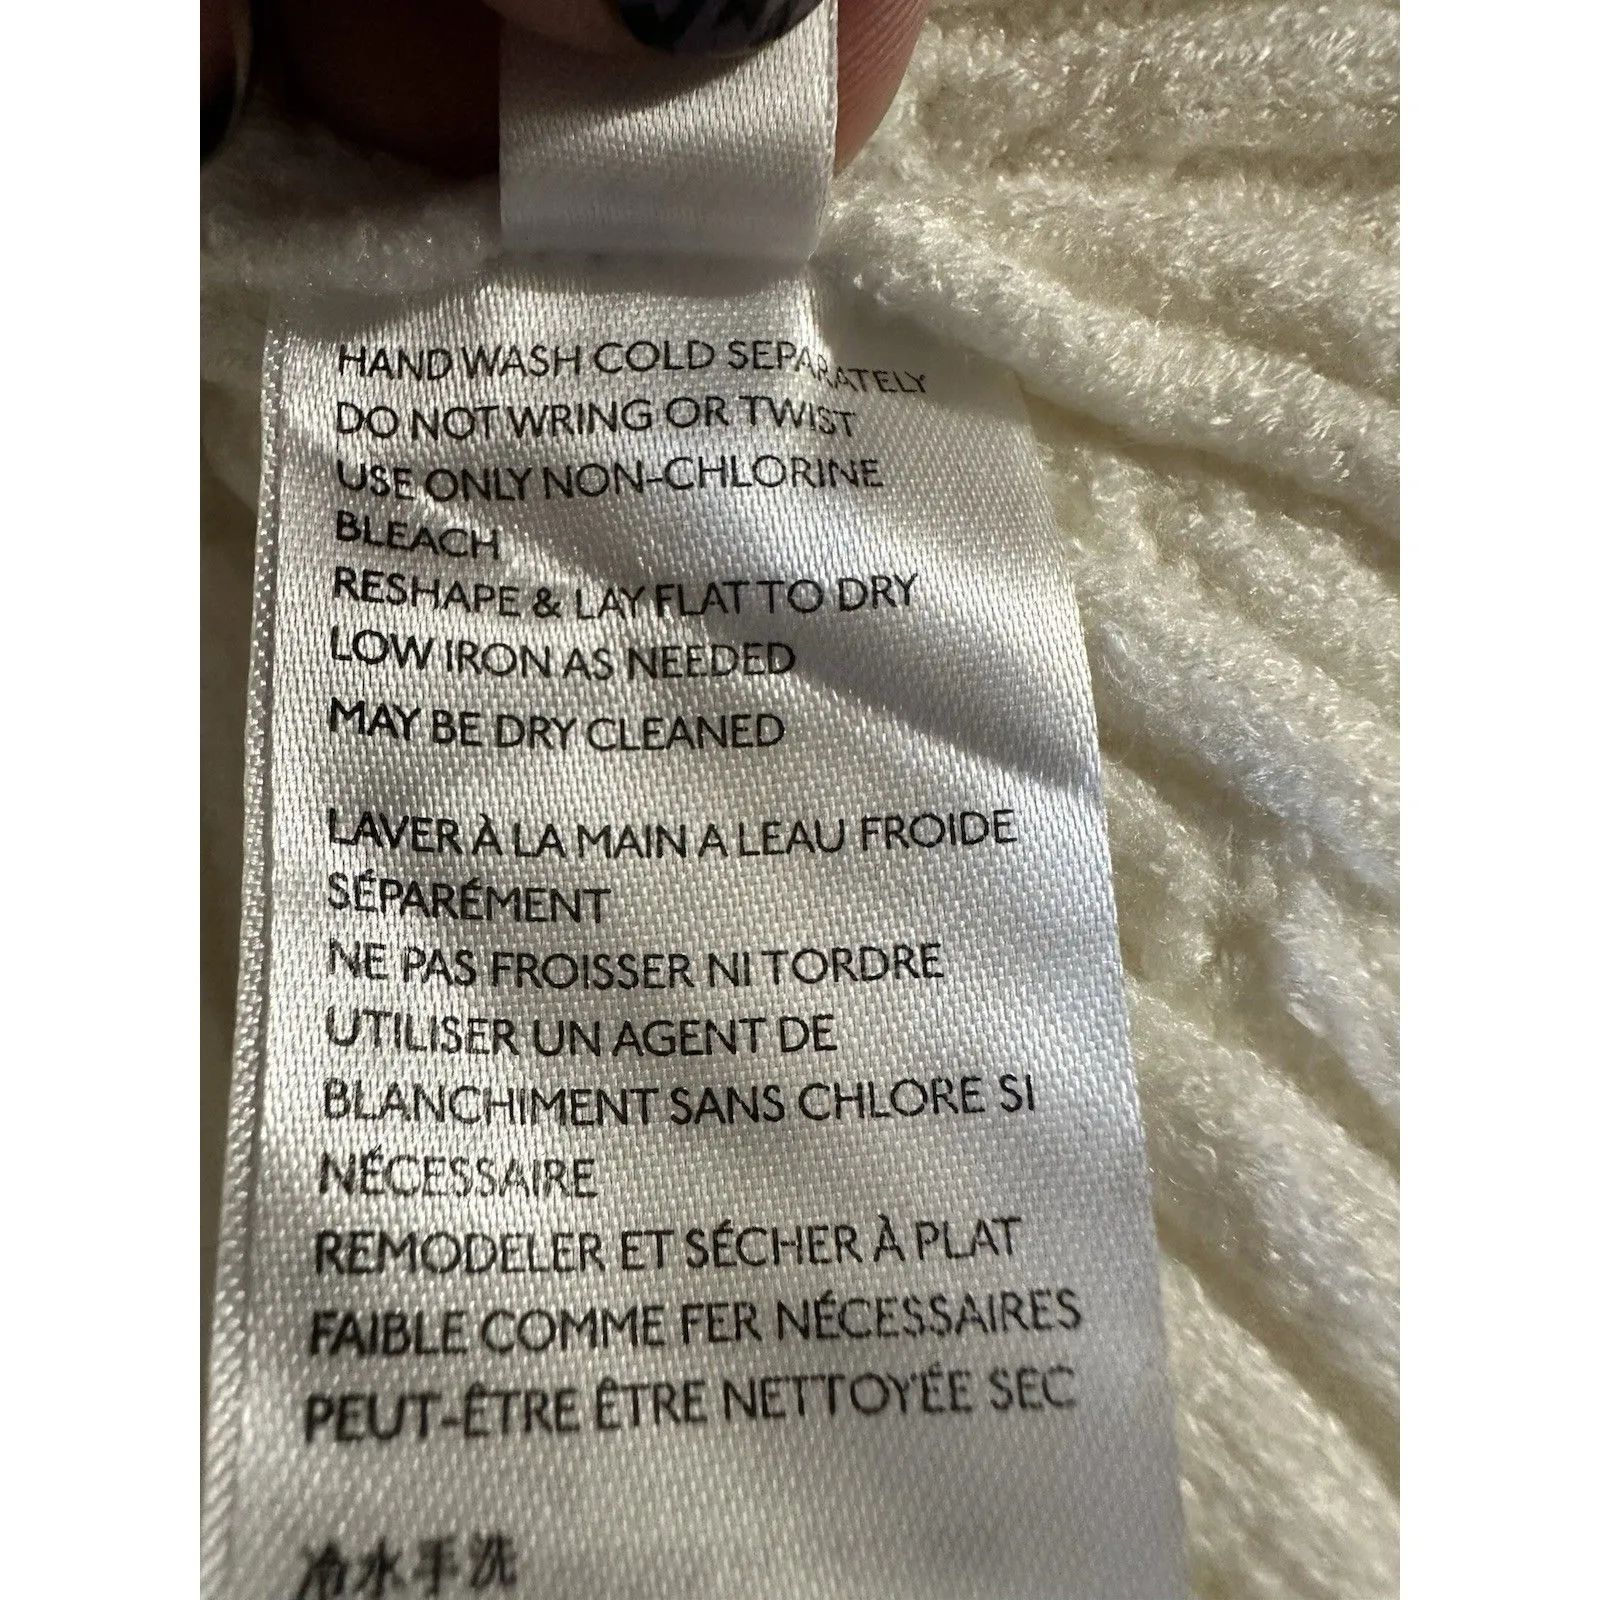 HAND WASH COLD SEPARATELY
DO NOT WRING OR TWIST
USE ONLY NON-CHLORINE
BLEACH
RESHAPE & LAY FLAT TO DRY
LOW IRON AS NEEDED
MAY BE DRY CLEANED
LAVER À LA MAIN A LEAU FROIDE
SÉPARÉMENT
NE PAS FROISSER NI TORDRE
UTILISER UN AGENT DE
BLANCHIMENT SANS CHLORE SI
NÉCESSAIRE
REMODELER ET SÉCHER À PLAT
FAIBLE COMME FER NÉCESSAIRES
PEUT-ÊTRE ÊTRE NETTOYÉE SEC
冷水手洗